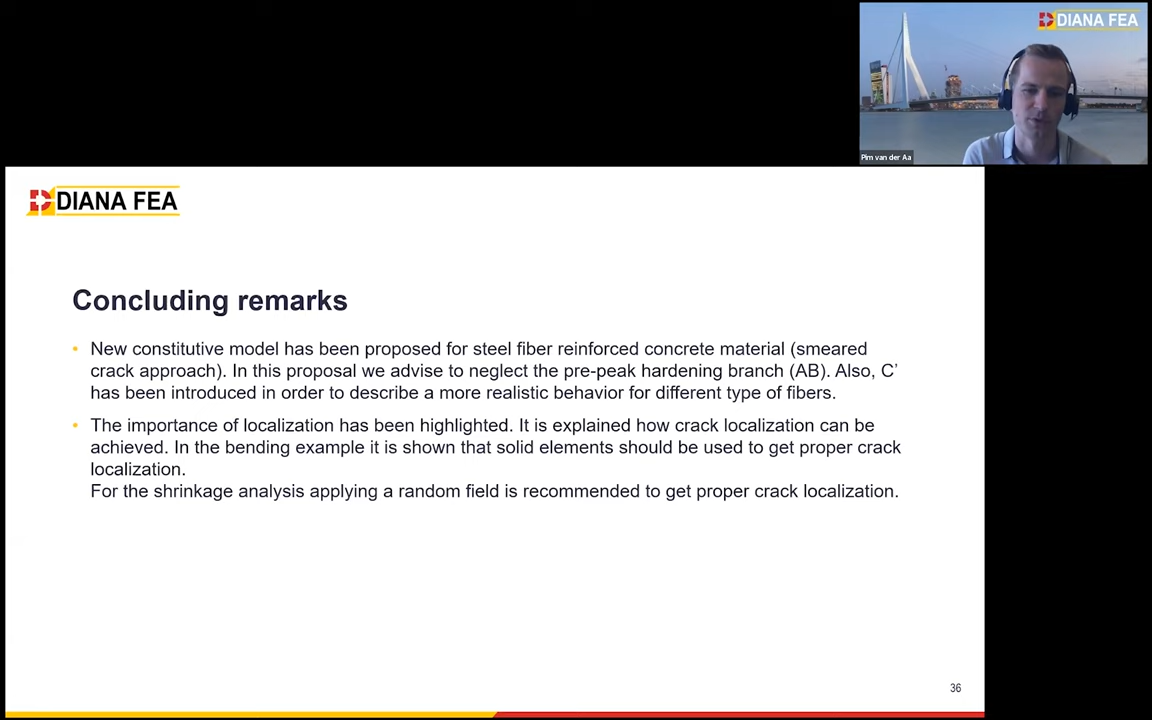 DIANA FEA
Pim van der Aa
DIANA FEA
Concluding remarks
• New constitutive model has been proposed for steel fiber reinforced concrete material (smeared
crack approach). In this proposal we advise to neglect the pre-peak hardening branch (AB). Also, C’
has been introduced in order to describe a more realistic behavior for different type of fibers.
• The importance of localization has been highlighted. It is explained how crack localization can be
achieved. In the bending example it is shown that solid elements should be used to get proper crack
localization.
For the shrinkage analysis applying a random field is recommended to get proper crack localization.
36